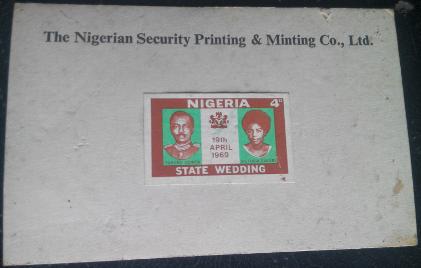 The Nigerian Security Printing & Minting Co., Ltd.
NIGERIA 4d
19th
APRIL
1969
STATE WEDDING